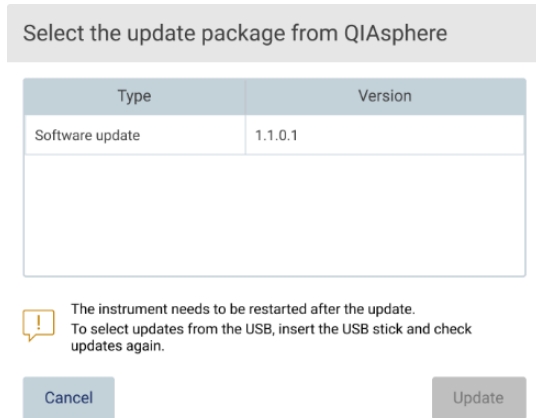 Select the update package from QIAsphere
Type Version
Software update 1.1.0.1
The instrument needs to be restarted after the update.
To select updates from the USB, insert the USB stick and check
updates again.
Cancel Update